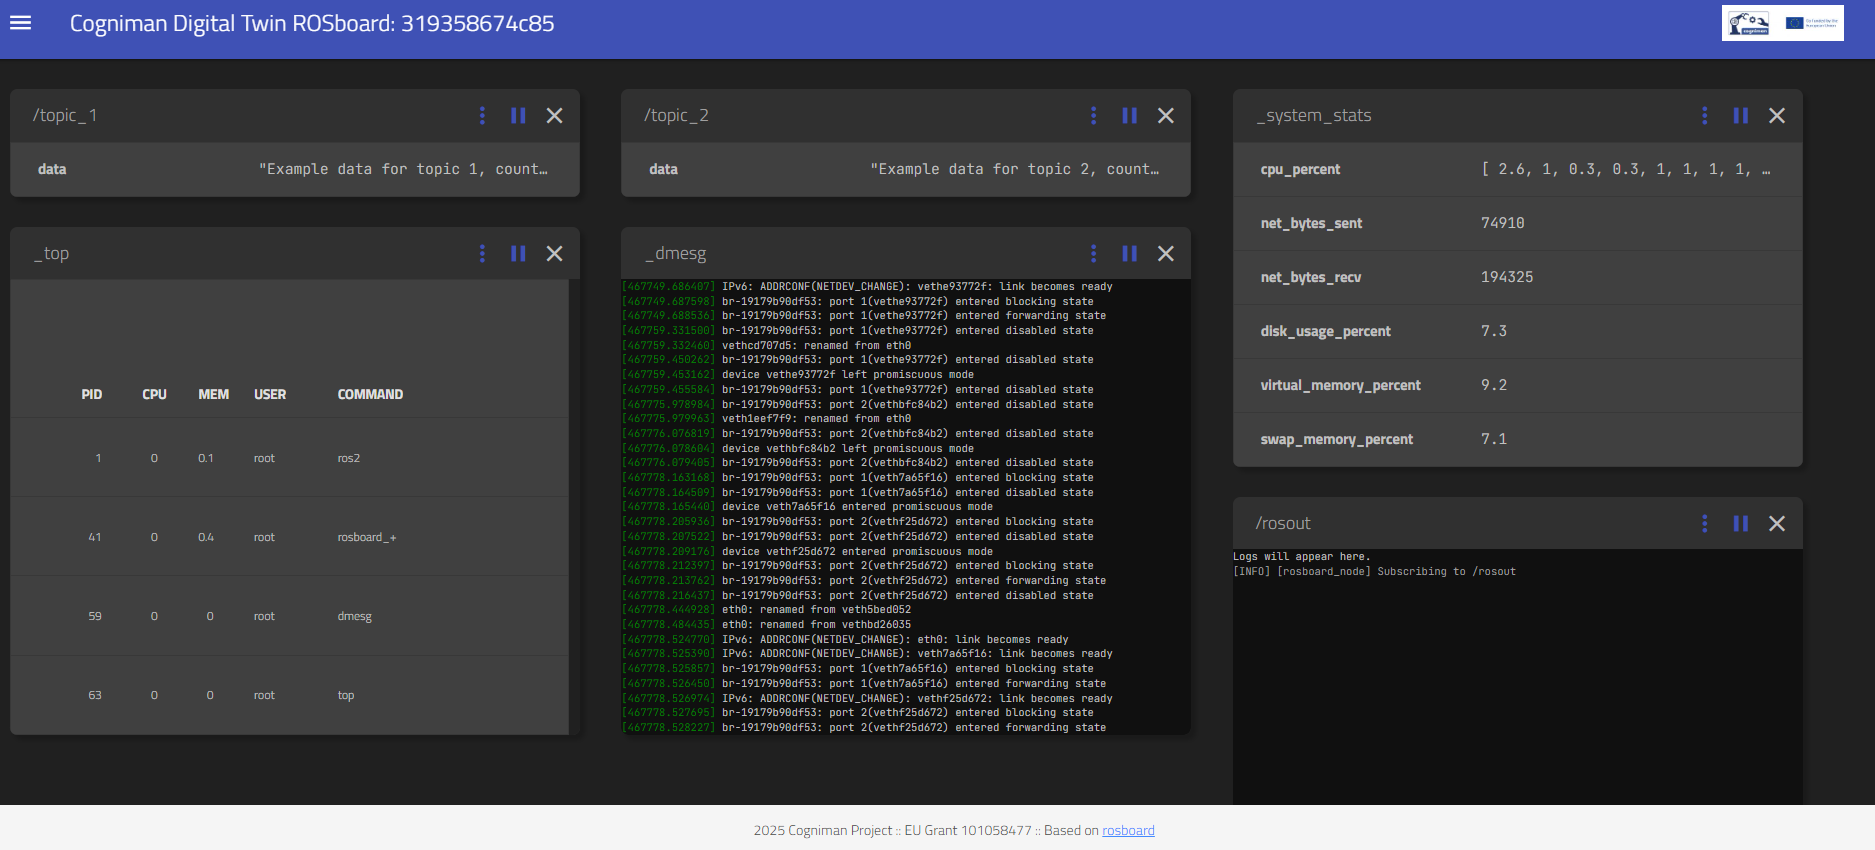 Cogniman Digital Twin ROSboard: 319358674c85
cogniman
/topic_1
data "Example data for topic 1, count…
/topic_2
data "Example data for topic 2, count…
_system_stats
cpu_percent [ 2.6, 1, 0.3, 0.3, 1, 1, 1, 1, …
net_bytes_sent 74910
net_bytes_recv 194325
disk_usage_percent 7.3
virtual_memory_percent 9.2
swap_memory_percent 7.1
_top
PID CPU MEM USER COMMAND
1 0 0.1 root ros2
41 0 0.4 root rosboard_+
59 0 0 root dmesg
63 0 0 root top
_dmesg
[467749.686407] IPv6: ADDRCONF(NETDEV_CHANGE): vethe93772f: link becomes ready
[467749.687598] br-19179b90df53: port 1(vethe93772f) entered blocking state
[467749.688536] br-19179b90df53: port 1(vethe93772f) entered forwarding state
[467759.331500] br-19179b90df53: port 1(vethe93772f) entered disabled state
[467759.332460] vethcd707d5: renamed from eth0
[467759.450262] br-19179b90df53: port 1(vethe93772f) entered disabled state
[467759.453162] device vethe93772f left promiscuous mode
[467759.455584] br-19179b90df53: port 1(vethe93772f) entered disabled state
[467775.978984] br-19179b90df53: port 2(vethbfc84b2) entered disabled state
[467775.979963] veth1eef7f9: renamed from eth0
[467776.076819] br-19179b90df53: port 2(vethbfc84b2) entered disabled state
[467776.078604] device vethbfc84b2 left promiscuous mode
[467776.079405] br-19179b90df53: port 2(vethbfc84b2) entered disabled state
[467778.163168] br-19179b90df53: port 1(veth7a65f16) entered blocking state
[467778.164509] br-19179b90df53: port 1(veth7a65f16) entered disabled state
[467778.165440] device veth7a65f16 entered promiscuous mode
[467778.205936] br-19179b90df53: port 2(vethf25d672) entered blocking state
[467778.207522] br-19179b90df53: port 2(vethf25d672) entered disabled state
[467778.209176] device vethf25d672 entered promiscuous mode
[467778.212397] br-19179b90df53: port 2(vethf25d672) entered blocking state
[467778.213762] br-19179b90df53: port 2(vethf25d672) entered forwarding state
[467778.216437] br-19179b90df53: port 2(vethf25d672) entered disabled state
[467778.444928] eth0: renamed from veth5bed052
[467778.484435] eth0: renamed from vethbd26035
[467778.524770] IPv6: ADDRCONF(NETDEV_CHANGE): eth0: link becomes ready
[467778.525390] IPv6: ADDRCONF(NETDEV_CHANGE): veth7a65f16: link becomes ready
[467778.525857] br-19179b90df53: port 1(veth7a65f16) entered blocking state
[467778.526450] br-19179b90df53: port 1(veth7a65f16) entered forwarding state
[467778.526974] IPv6: ADDRCONF(NETDEV_CHANGE): vethf25d672: link becomes ready
[467778.527695] br-19179b90df53: port 2(vethf25d672) entered blocking state
[467778.528227] br-19179b90df53: port 2(vethf25d672) entered forwarding state
/rosout
Logs will appear here.
[INFO] [rosboard_node] Subscribing to /rosout
2025 Cogniman Project :: EU Grant 101058477 :: Based on rosboard